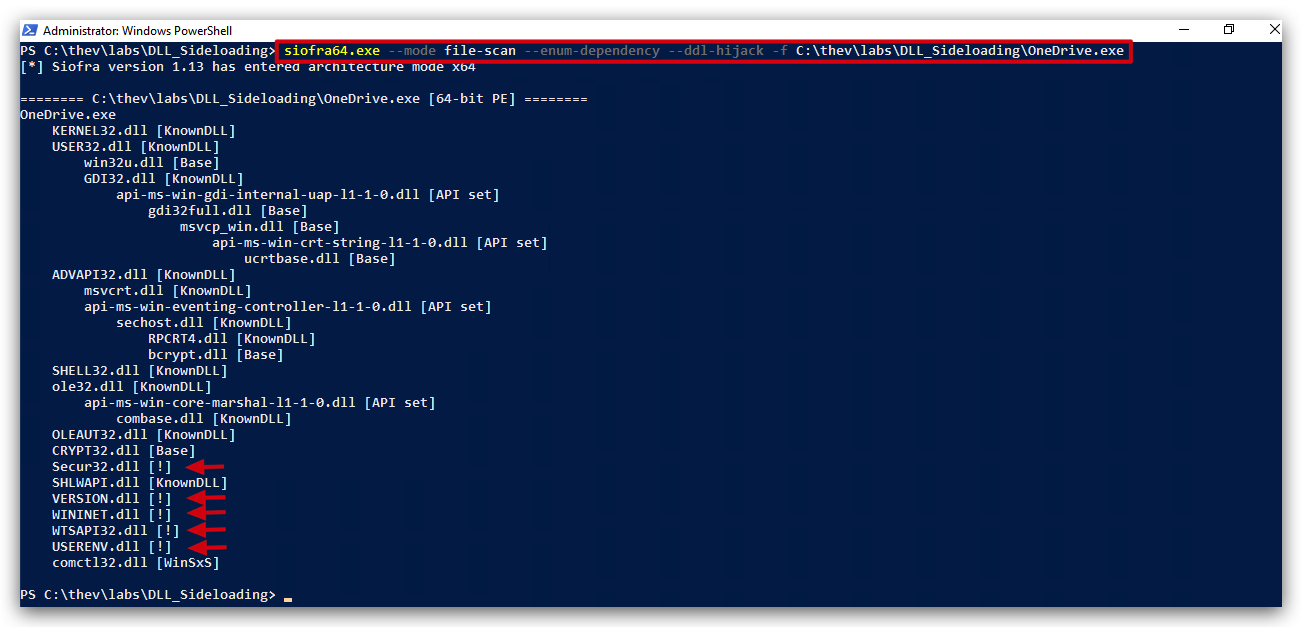 Administrator: Windows PowerShell
PS C:\thev\labs\DLL_Sideloading> siofra64.exe --mode file-scan --enum-dependency --ddl-hijack -f C:\thev\labs\DLL_Sideloading\OneDrive.exe
[*] Siofra version 1.13 has entered architecture mode x64
======== C:\thev\labs\DLL_Sideloading\OneDrive.exe [64-bit PE] ========
OneDrive.exe
KERNEL32.dll [KnownDLL]
USER32.dll [KnownDLL]
win32u.dll [Base]
GDI32.dll [KnownDLL]
api-ms-win-gdi-internal-uap-l1-1-0.dll [API set]
gdi32full.dll [Base]
msvcp_win.dll [Base]
api-ms-win-crt-string-l1-1-0.dll [API set]
ucrtbase.dll [Base]
ADVAPI32.dll [KnownDLL]
msvcrt.dll [KnownDLL]
api-ms-win-eventing-controller-l1-1-0.dll [API set]
sechost.dll [KnownDLL]
RPCRT4.dll [KnownDLL]
bcrypt.dll [Base]
SHELL32.dll [KnownDLL]
ole32.dll [KnownDLL]
api-ms-win-core-marshal-l1-1-0.dll [API set]
combase.dll [KnownDLL]
OLEAUT32.dll [KnownDLL]
CRYPT32.dll [Base]
Secur32.dll [!]
SHLWAPI.dll [KnownDLL]
VERSION.dll [!]
WININET.dll [!]
WTSAPI32.dll [!]
USERENV.dll [!]
comctl32.dll [WinSxS]
PS C:\thev\labs\DLL_Sideloading>